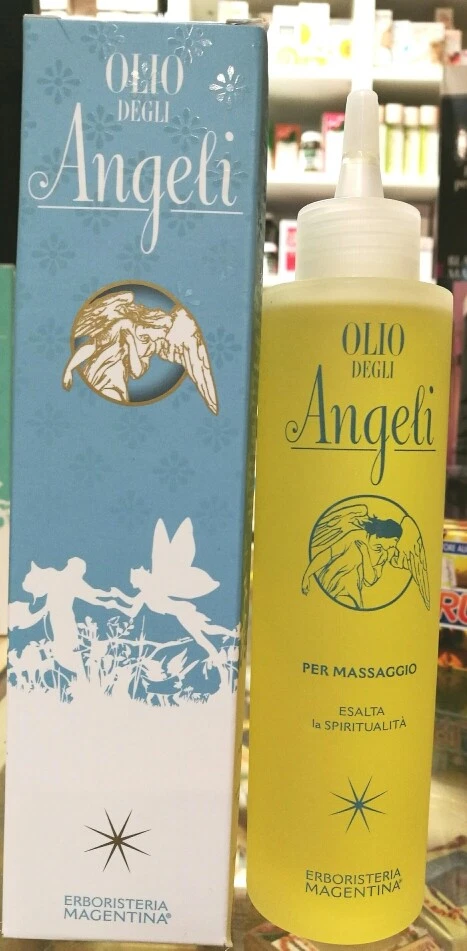 OLIO
DEGLI
Angeli
ERBORISTERIA
MAGENTINA®
OLIO
DEGLI
Angeli
PER MASSAGGIO
ESALTA
la SPIRITUALITÀ
ERBORISTERIA
MAGENTINA®